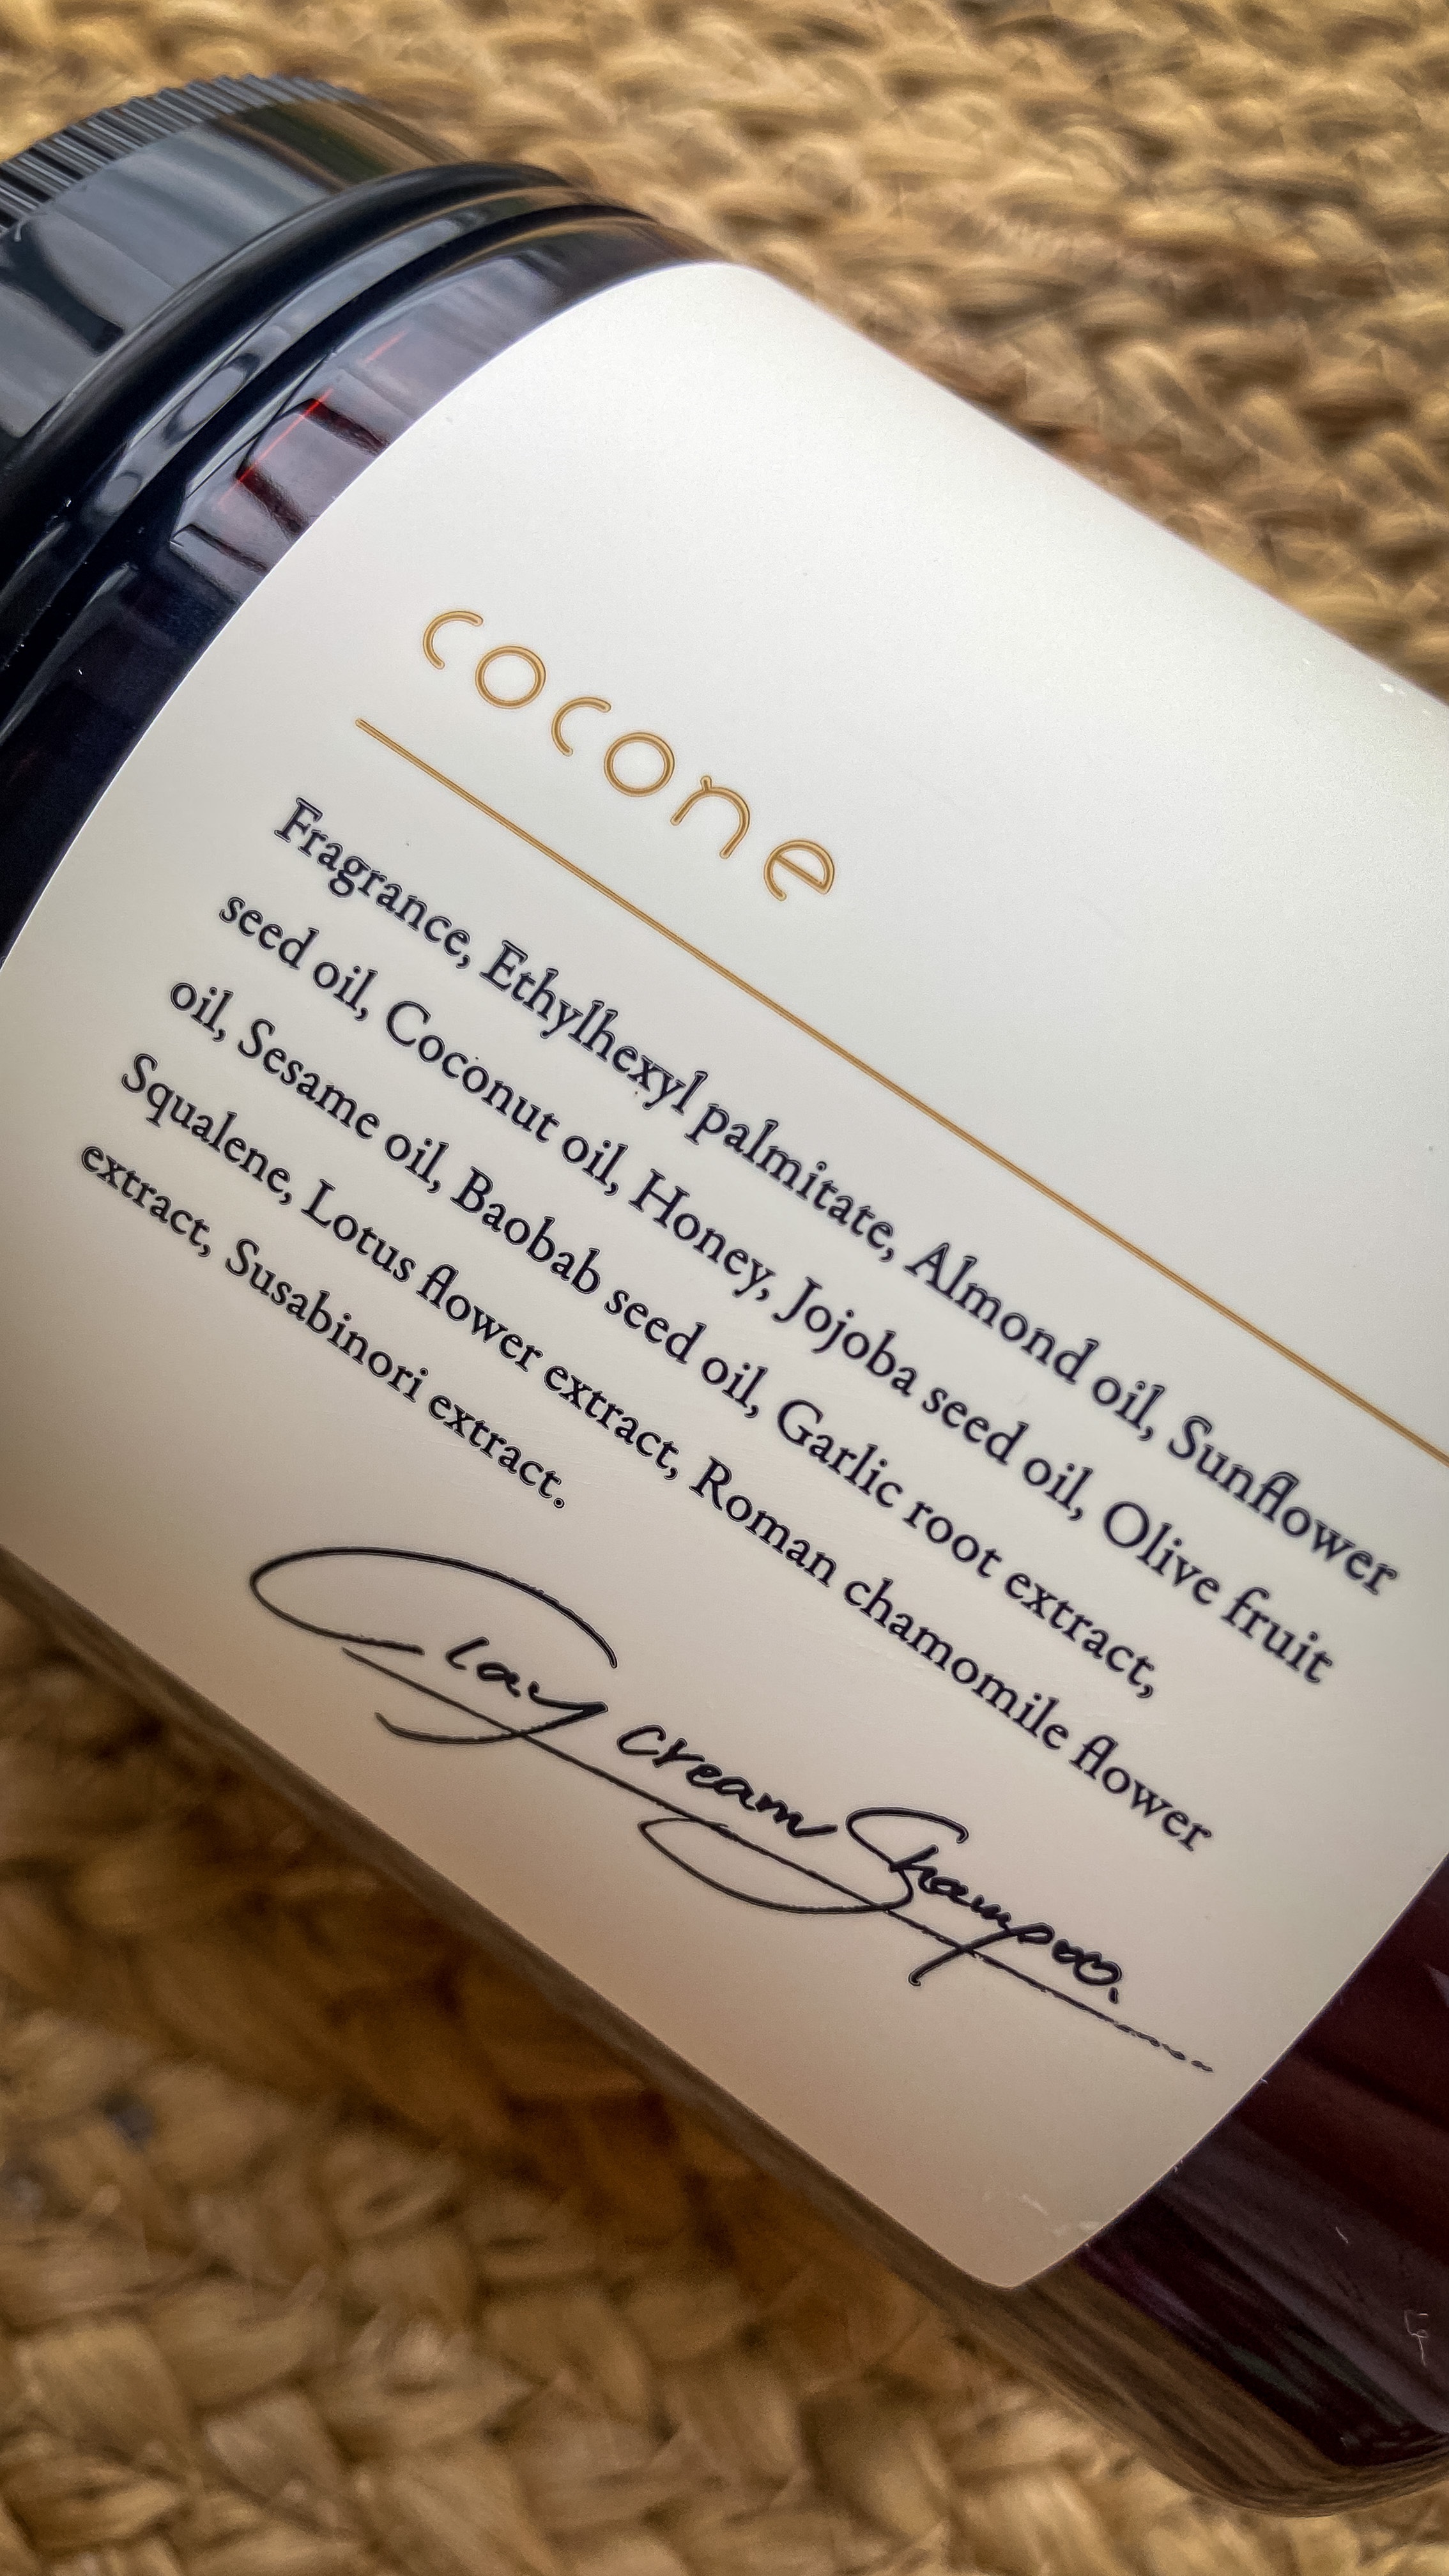 cocone
Fragrance, Ethylhexyl palmitate, Almond oil, Sunflower
seed oil, Coconut oil, Honey, Jojoba seed oil, Olive fruit
oil, Sesame oil, Baobab seed oil, Garlic root extract,
Squalene, Lotus flower extract, Roman chamomile flower
extract, Susabinori extract.
Clay cream Shampoo.